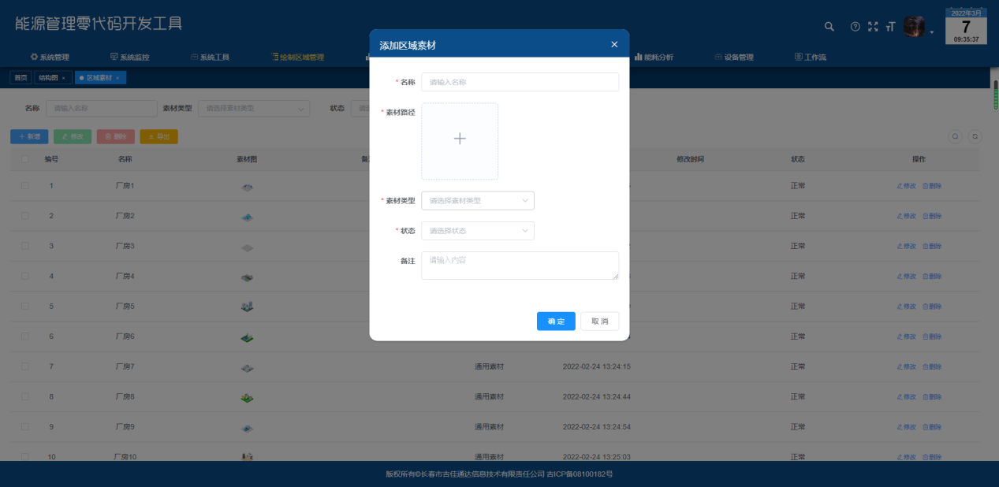 能源管理零代码开发工具
2022年3月
7
09:35:37
系统管理 系统监控 系统工具 绘制区域管理 能耗分析 设备管理 工作流
首页 结构图 × 区域素材 ×
添加区域素材 ×
名称 请输入名称 素材类型 请选择素材类型 状态
* 名称 请输入名称
* 素材路径
+
* 素材类型 请选择素材类型
* 状态 请选择状态
备注 请输入内容
确 定 取 消
+ 新增 修改 删除 导出
编号 名称 素材图 修改时间 状态 操作
1 厂房1 正常 修改 删除
2 厂房2 正常 修改 删除
3 厂房3 正常 修改 删除
4 厂房4 正常 修改 删除
5 厂房5 正常 修改 删除
6 厂房6 正常 修改 删除
7 厂房7 通用素材 2022-02-24 13:24:15 正常 修改 删除
8 厂房8 通用素材 2022-02-24 13:24:44 正常 修改 删除
9 厂房9 通用素材 2022-02-24 13:24:54 正常 修改 删除
10 厂房10 通用素材 2022-02-24 13:25:03 正常 修改 删除
版权所有©长春市吉佳通达信息技术有限责任公司 吉ICP备08100182号